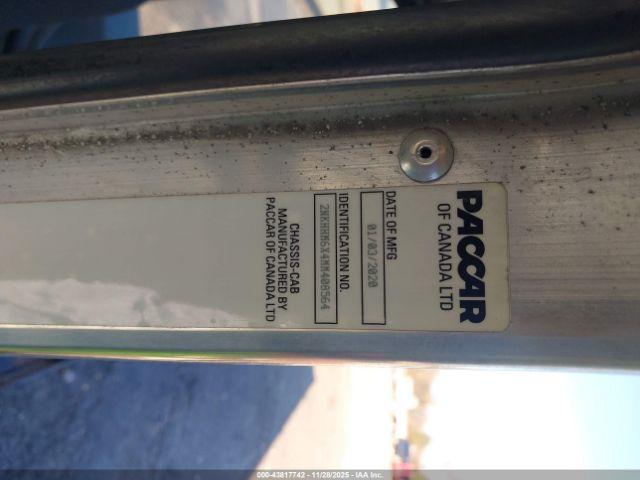 PACCAR
OF CANADA LTD
DATE OF MFG
01/03/2020
IDENTIFICATION NO.
2NKHHM6X4MM408564
CHASSIS-CAB
MANUFACTURED BY
PACCAR OF CANADA LTD
000-43817742 - 11/28/2025 - IAA Inc.